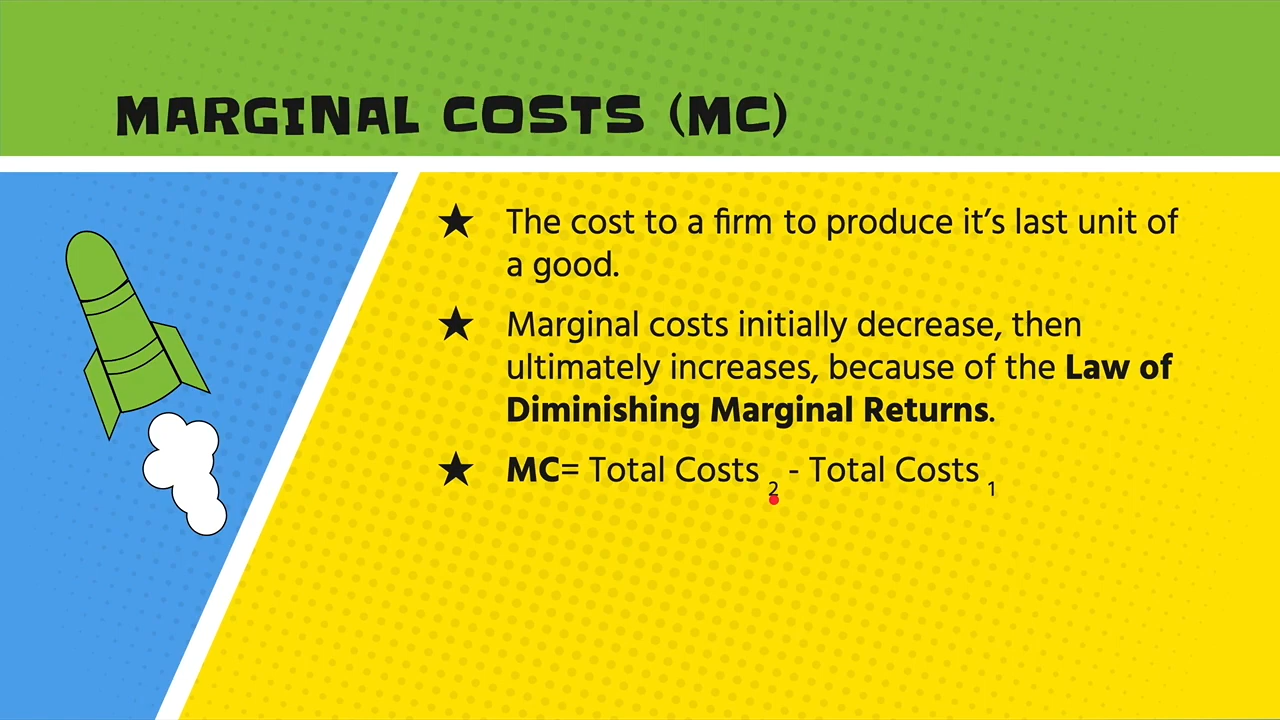 MARGINAL COSTS (MC)
★ The cost to a firm to produce it’s last unit of
a good.
★ Marginal costs initially decrease, then
ultimately increases, because of the Law of
Diminishing Marginal Returns.
★ MC= Total Costs 2 - Total Costs 1